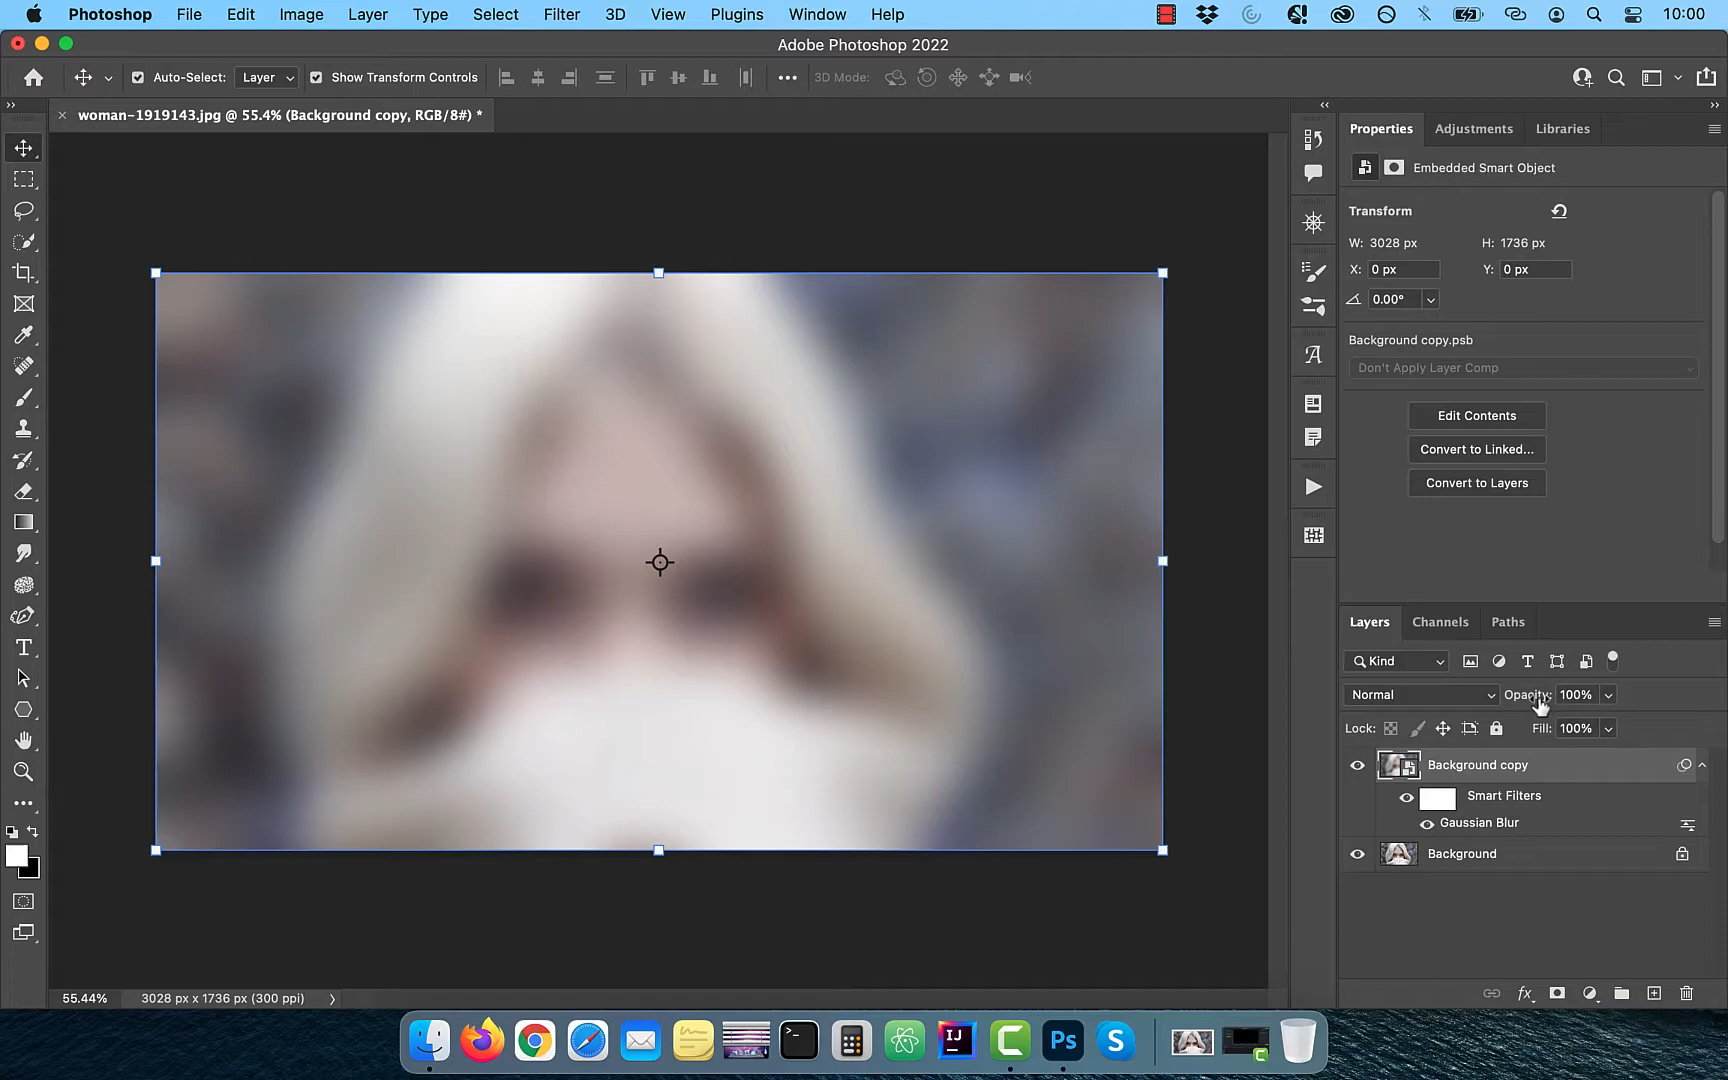 Photoshop File Edit Image Layer Type Select Filter 3D View Plugins Window Help 10:00
Adobe Photoshop 2022
Auto-Select: Layer Show Transform Controls 3D Mode:
woman-1919143.jpg @ 55.4% (Background copy, RGB/8#) *
Properties Adjustments Libraries
Embedded Smart Object
Transform
W: 3028 px H: 1736 px
X: 0 px Y: 0 px
0.00°
Background copy.psb
Don't Apply Layer Comp
Edit Contents
Convert to Linked...
Convert to Layers
Layers Channels Paths
Kind
Normal Opacity: 100%
Lock: Fill: 100%
Background copy
Smart Filters
Gaussian Blur
Background
55.44% 3028 px x 1736 px (300 ppi)
IJ Ps